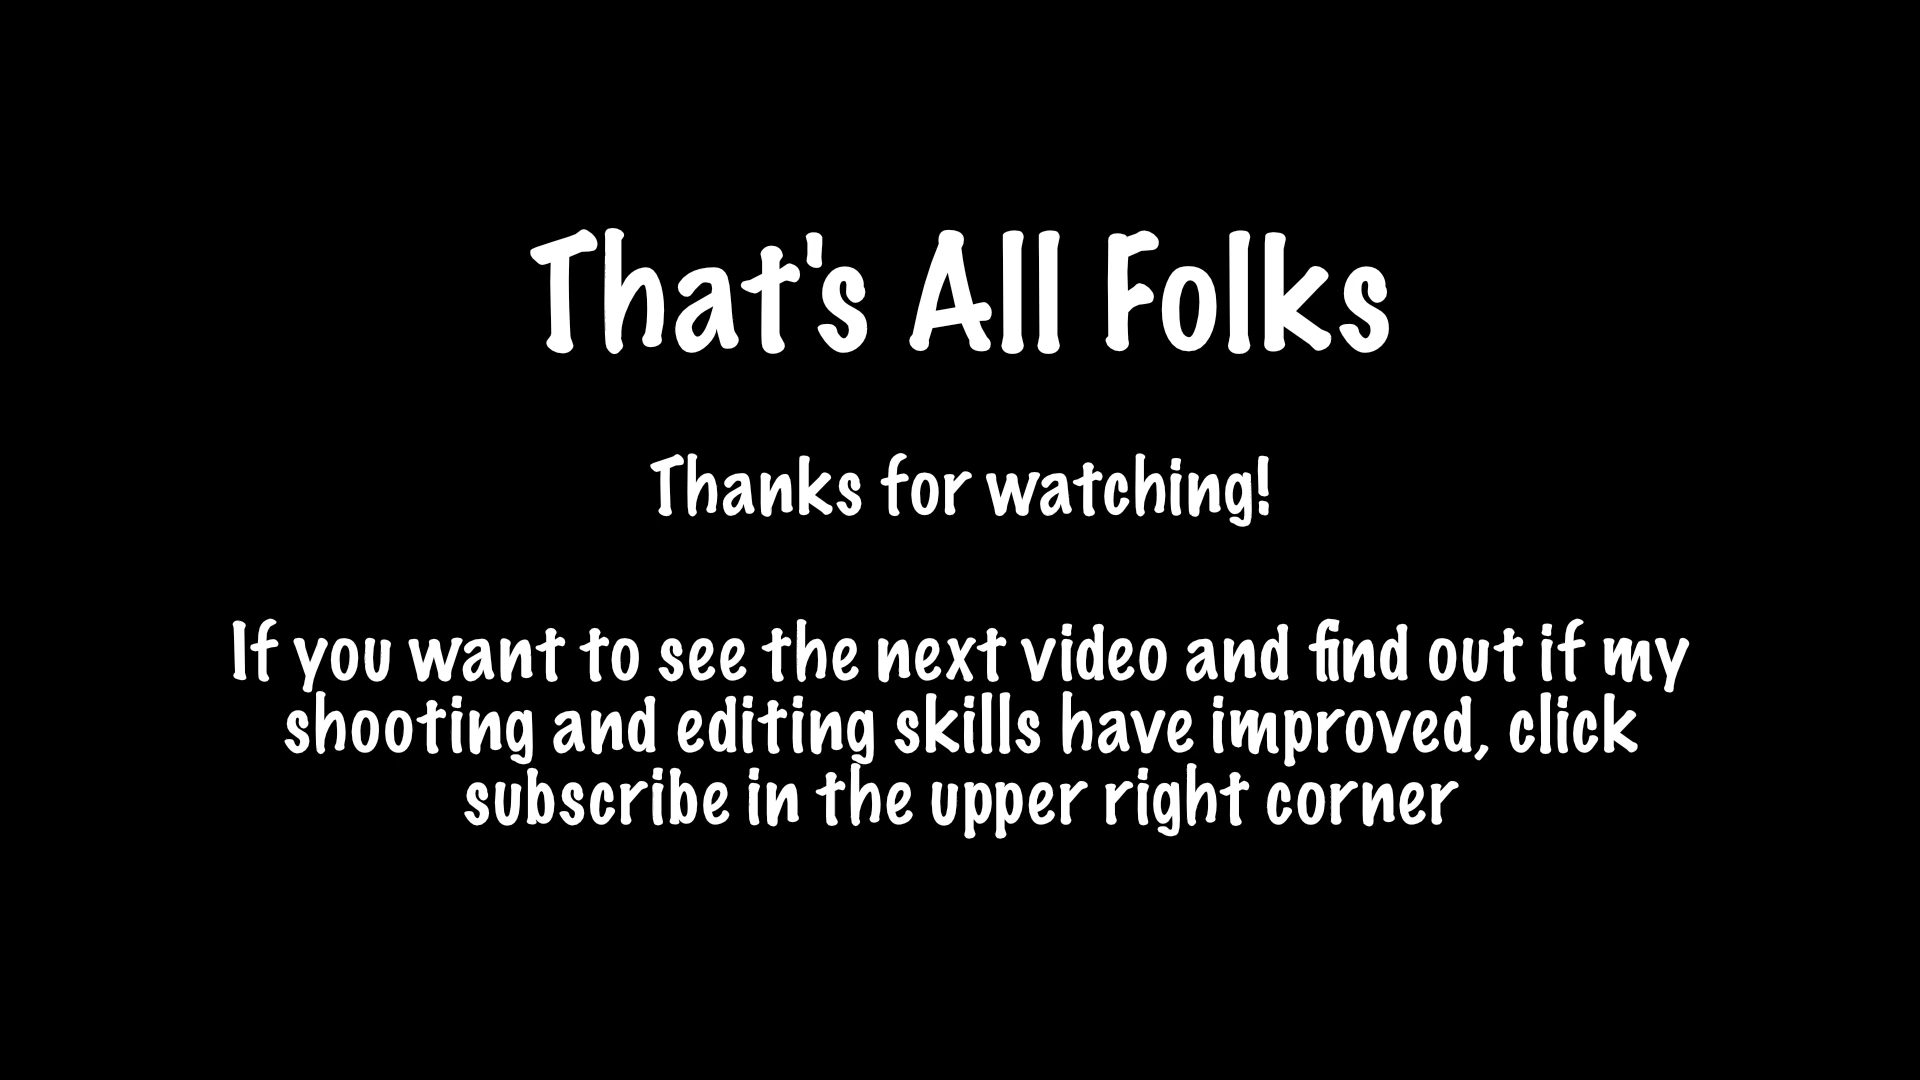 That's All Folks
Thanks for watching!
If you want to see the next video and find out if my
shooting and editing skills have improved, click
subscribe in the upper right corner